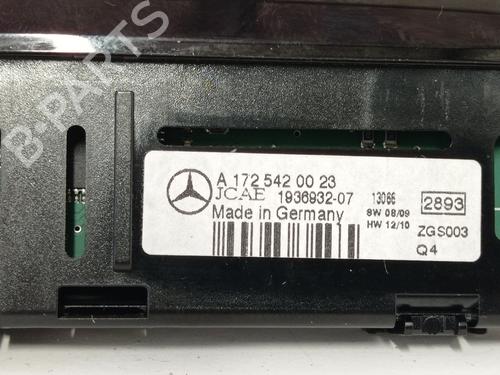 B-PARTS
A 172 542 00 23
JCAE 1936932-07
Made in Germany
13066
SW 08/09
HW 12/10
2893
ZGS003
Q4